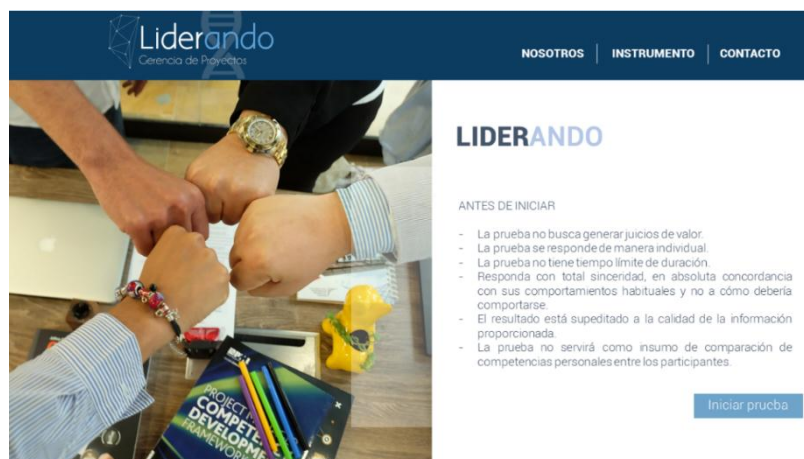 Liderando
Gerencia de Proyectos
NOSOTROS
INSTRUMENTO
CONTACTO
LIDERANDO
ANTES DE INICIAR
- La prueba no busca generar juicios de valor.
- La prueba se responde de manera individual.
- La prueba no tiene tiempo límite de duración.
- Responda con total sinceridad, en absoluta concordancia
con sus comportamientos habituales y no a cómo debería
comportarse.
- El resultado está supeditado a la calidad de la información
proporcionada.
- La prueba no servirá como insumo de comparación de
competencias personales entre los participantes.
Iniciar prueba
PROJECT
COMPETE
DEVELOPME
FRAMEWOR